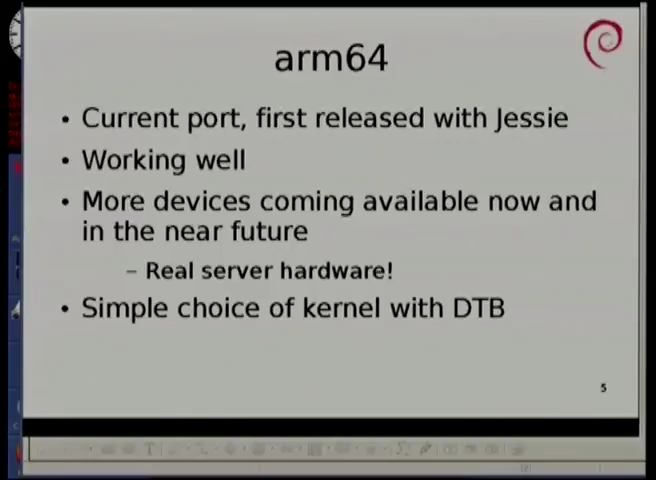 arm64
• Current port, first released with Jessie
• Working well
• More devices coming available now and
in the near future
– Real server hardware!
• Simple choice of kernel with DTB
5